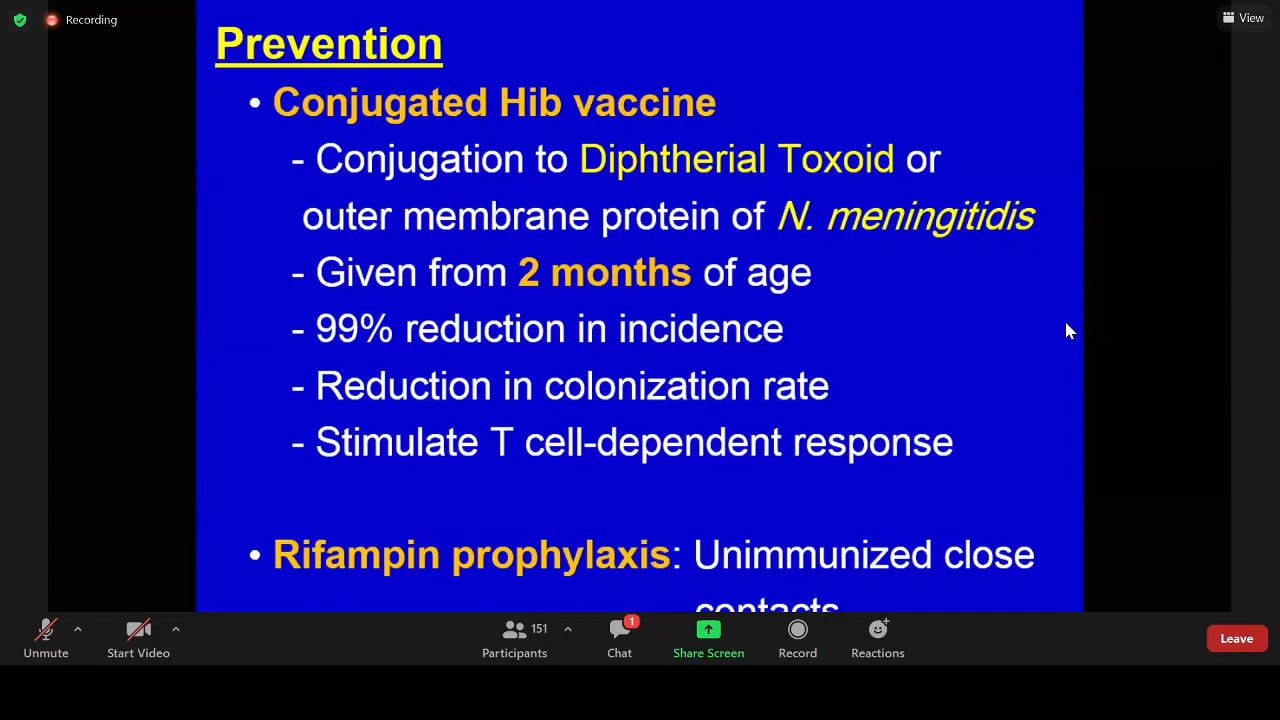 Recording
View
Prevention
• Conjugated Hib vaccine
- Conjugation to Diphtherial Toxoid or
outer membrane protein of N. meningitidis
- Given from 2 months of age
- 99% reduction in incidence
- Reduction in colonization rate
- Stimulate T cell-dependent response
• Rifampin prophylaxis: Unimmunized close
contacts
151
1
Unmute
Start Video
Participants
Chat
Share Screen
Record
Reactions
Leave